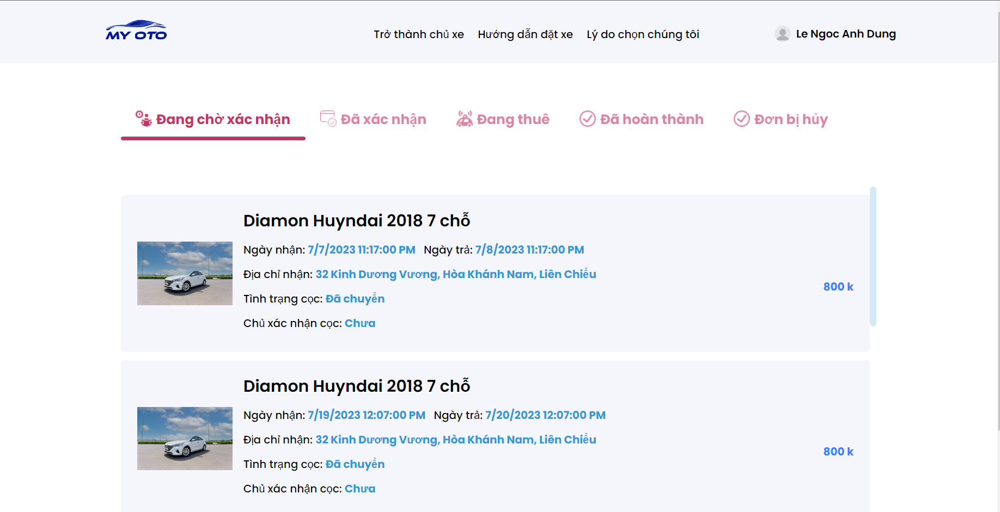 MY OTO
Trở thành chủ xe Hướng dẫn đặt xe Lý do chọn chúng tôi Le Ngoc Anh Dung
Đang chờ xác nhận Đã xác nhận Đang thuê Đã hoàn thành Đơn bị hủy
Diamon Huyndai 2018 7 chỗ
Ngày nhận: 7/7/2023 11:17:00 PM Ngày trả: 7/8/2023 11:17:00 PM
Địa chỉ nhận: 32 Kinh Dương Vương, Hòa Khánh Nam, Liên Chiểu
800 k
Tình trạng cọc: Đã chuyển
Chủ xác nhận cọc: Chưa
Diamon Huyndai 2018 7 chỗ
Ngày nhận: 7/19/2023 12:07:00 PM Ngày trả: 7/20/2023 12:07:00 PM
Địa chỉ nhận: 32 Kinh Dương Vương, Hòa Khánh Nam, Liên Chiểu
800 k
Tình trạng cọc: Đã chuyển
Chủ xác nhận cọc: Chưa